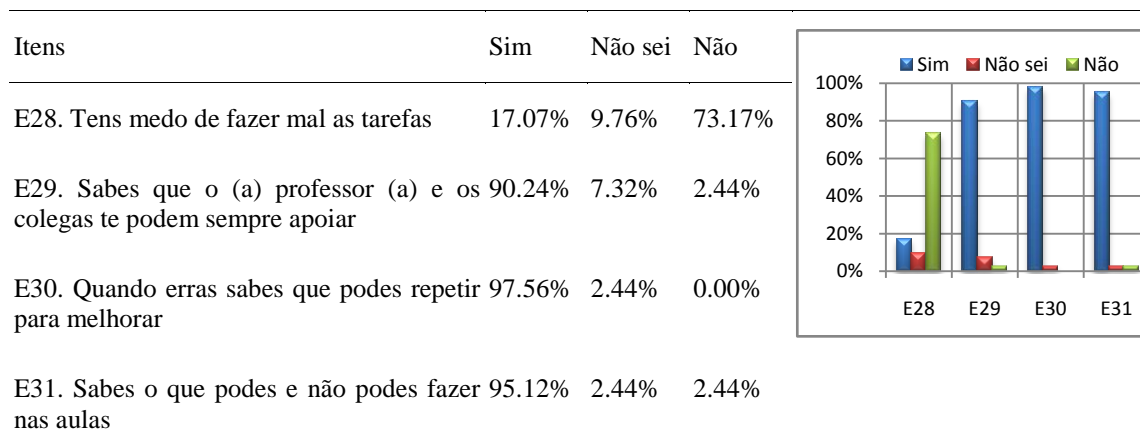 Itens Sim Não sei Não
E28. Tens medo de fazer mal as tarefas 17.07% 9.76% 73.17%
E29. Sabes que o (a) professor (a) e os 90.24% 7.32% 2.44%
colegas te podem sempre apoiar
E30. Quando erras sabes que podes repetir 97.56% 2.44% 0.00%
para melhorar
E31. Sabes o que podes e não podes fazer 95.12% 2.44% 2.44%
nas aulas
Sim Não sei Não
100%
80%
60%
40%
20%
0%
E28 E29 E30 E31